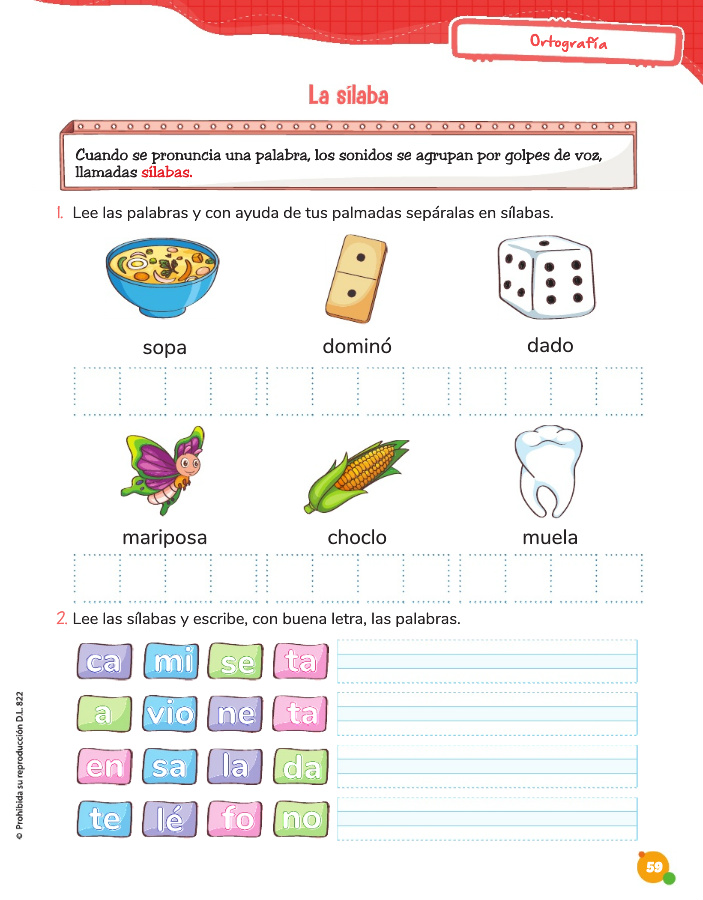 Ortografía
La sílaba
Cuando se pronuncia una palabra, los sonidos se agrupan por golpes de voz,
llamadas sílabas.
1. Lee las palabras y con ayuda de tus palmadas sepáralas en sílabas.
sopa dominó dado
mariposa choclo muela
2. Lee las sílabas y escribe, con buena letra, las palabras.
ca mi se ta
a vio ne ta
en sa la da
te lé fo no
© Prohibida su reproducción D.L. 822
59